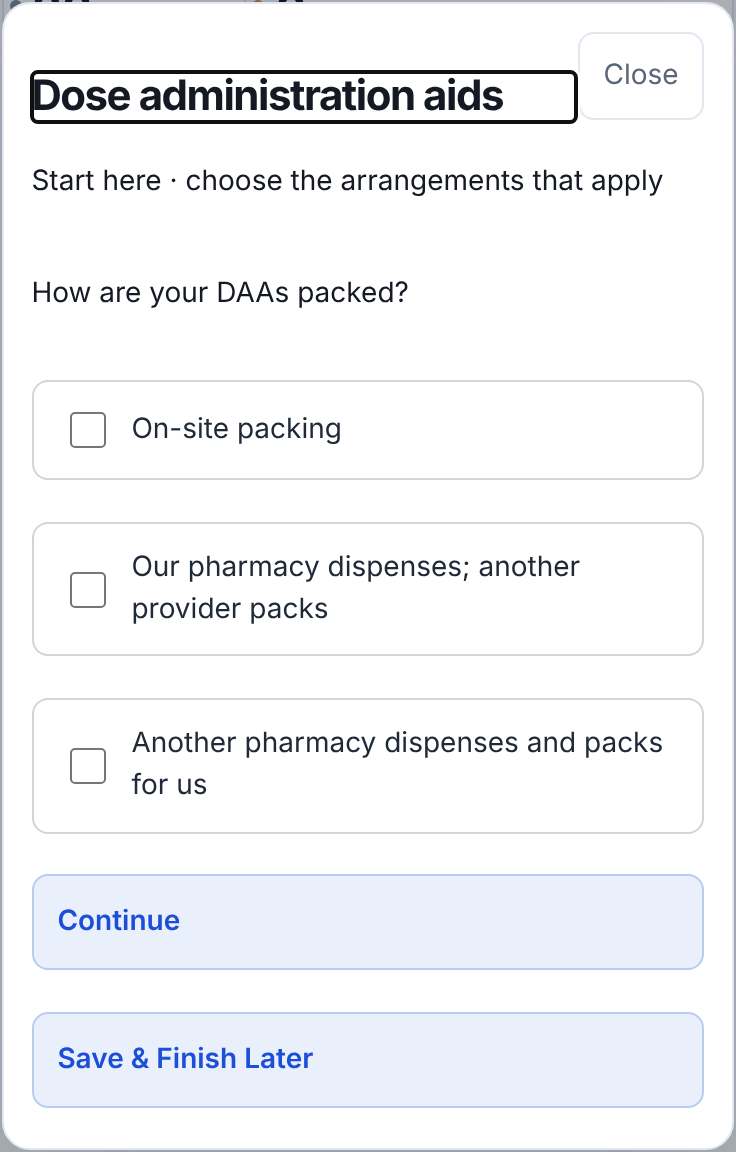 Dose administration aids
Close
Start here · choose the arrangements that apply
How are your DAAs packed?
On-site packing
Our pharmacy dispenses; another
provider packs
Another pharmacy dispenses and packs
for us
Continue
Save & Finish Later